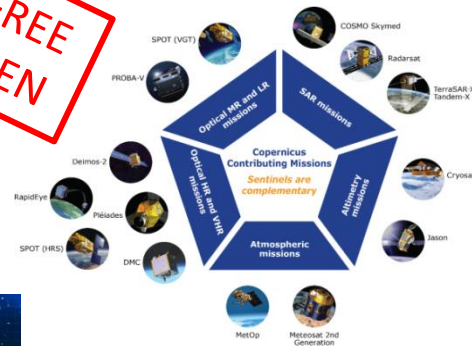 REE
EN
COSMO Skymed
SPOT (VGT)
Radarsat
PROBA-V
TerraSAR-X
Tandem-X
Optical MR and LR
missions
SAR missions
Deimos-2
Copernicus
Contributing Missions
Sentinels are
complementary
Cryosa
RapidEye
Pléiades
Optical HR and VHR
missions
Altimetry
missions
SPOT (HRS)
Jason
DMC
Atmospheric
missions
MetOp
Meteosat 2nd
Generation